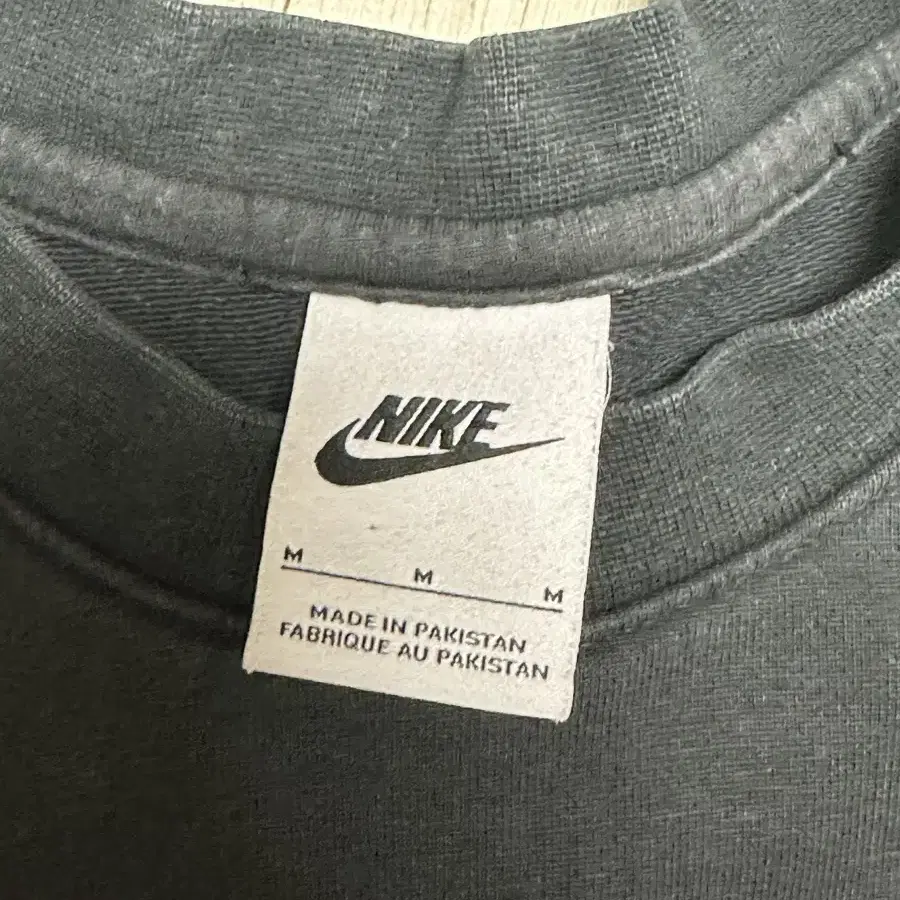 NIKE
M M M
MADE IN PAKISTAN
FABRIQUE AU PAKISTAN